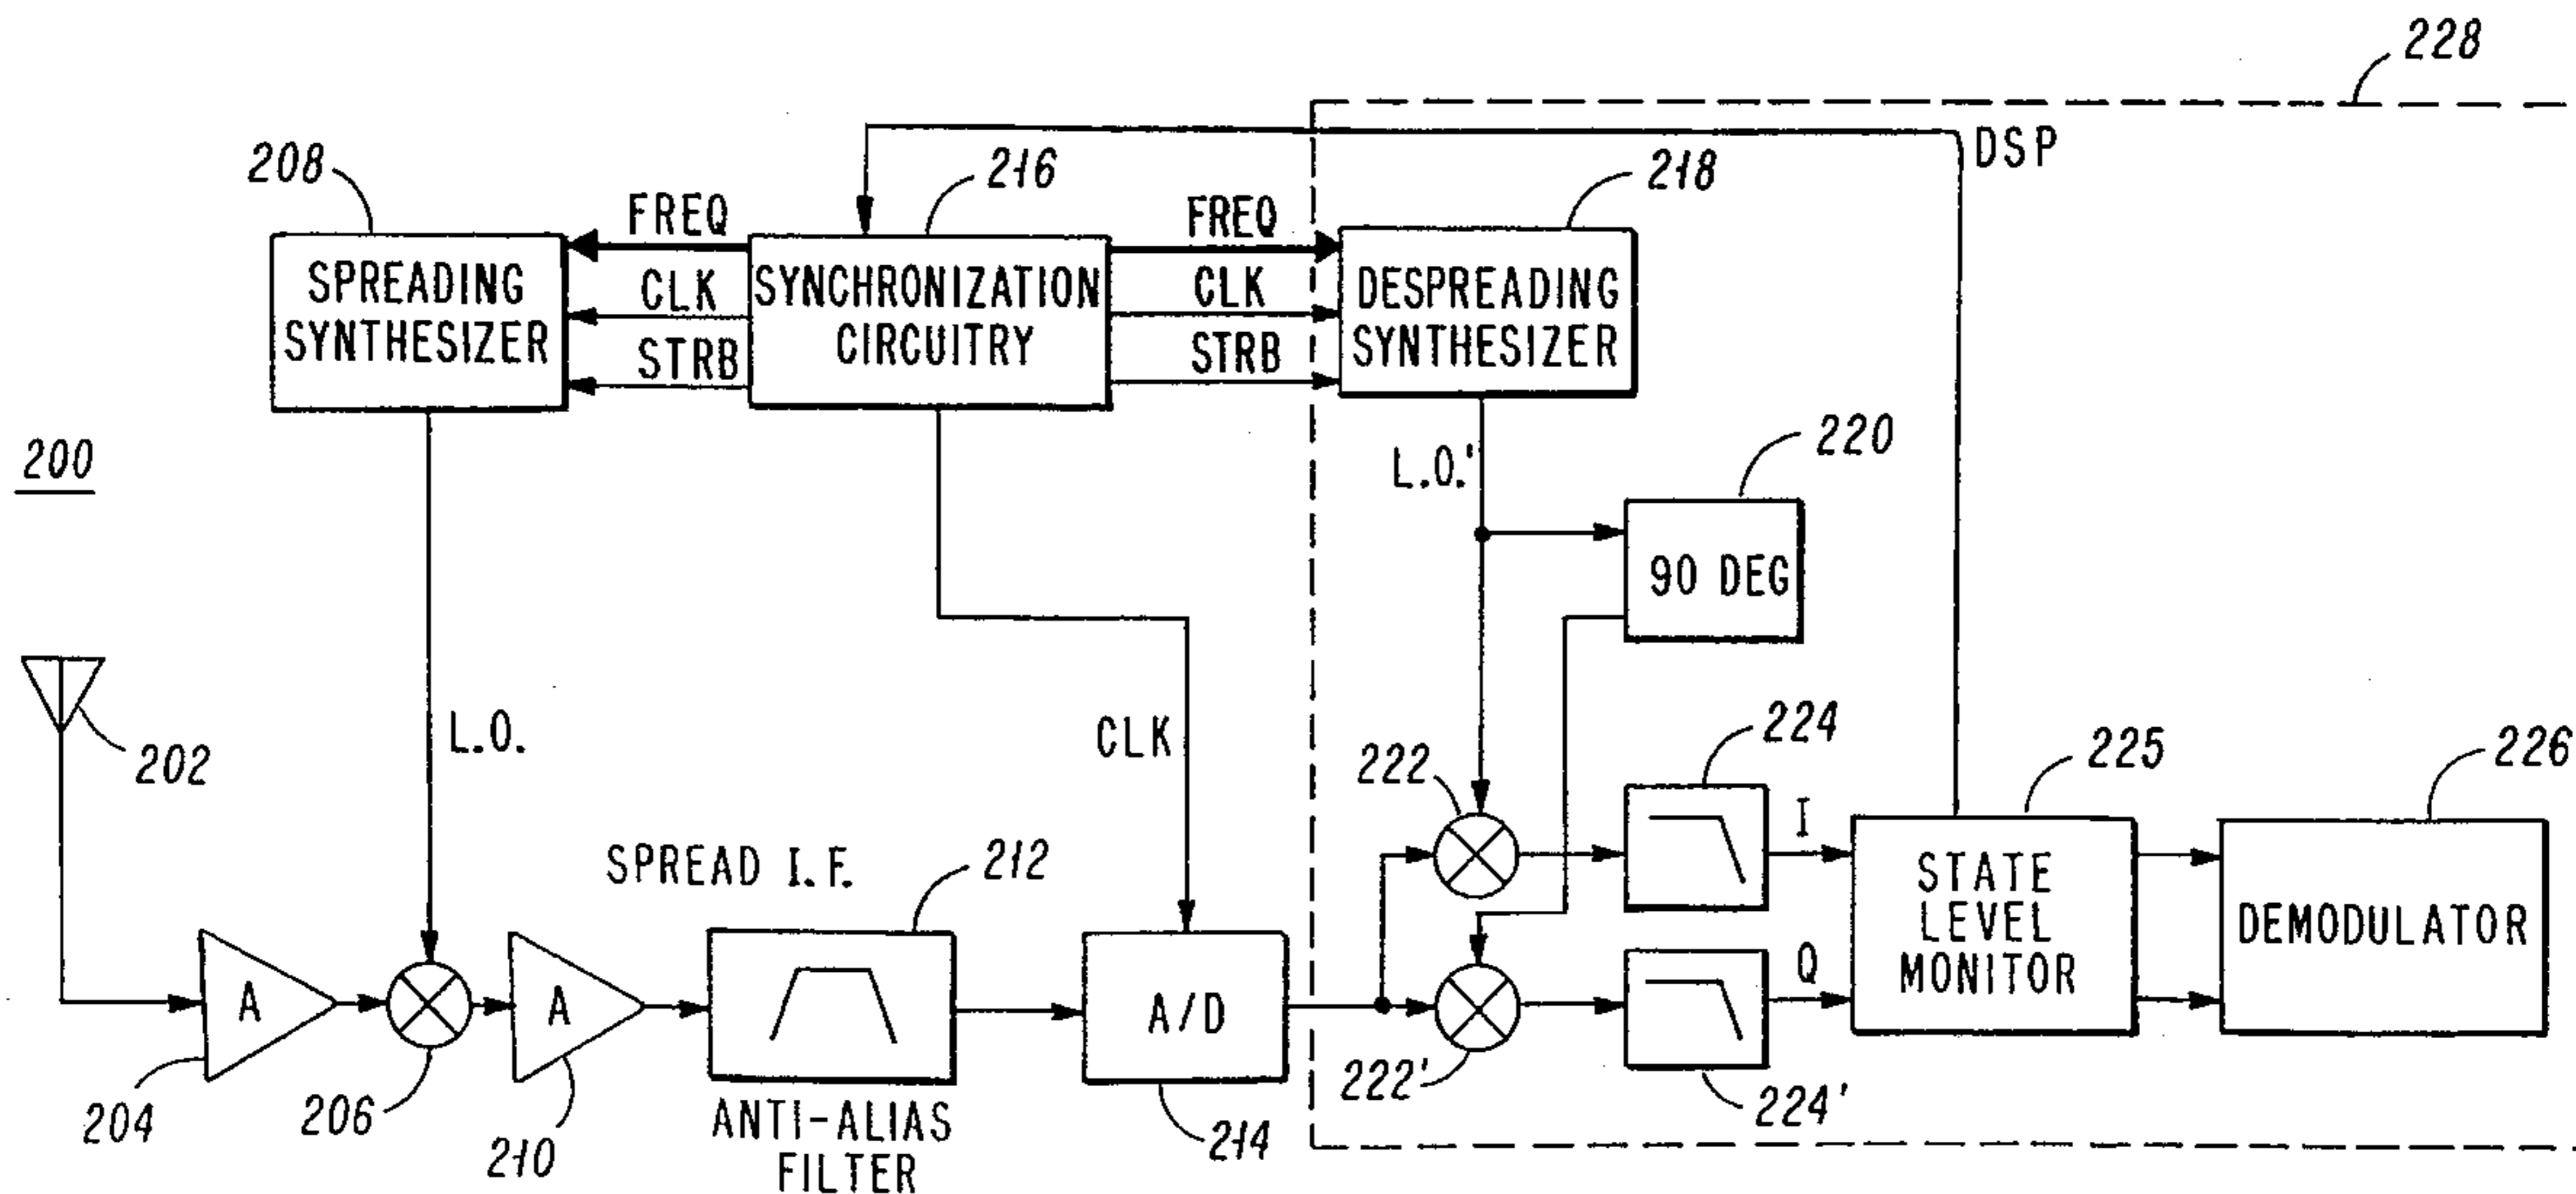 228
DSP
208
216
218
FREQ
FREQ
SPREADING
SYNTHESIZER
CLK
SYNCHRONIZATION
CIRCUITRY
CLK
DESPREADING
SYNTHESIZER
STRB
STRB
200
L.O.'
220
90 DEG
202
L.O.
CLK
222
224
I
225
226
SPREAD I.F.
212
STATE
LEVEL
MONITOR
DEMODULATOR
A
A
A/D
Q
204
206
210
ANTI-ALIAS
FILTER
214
222'
224'